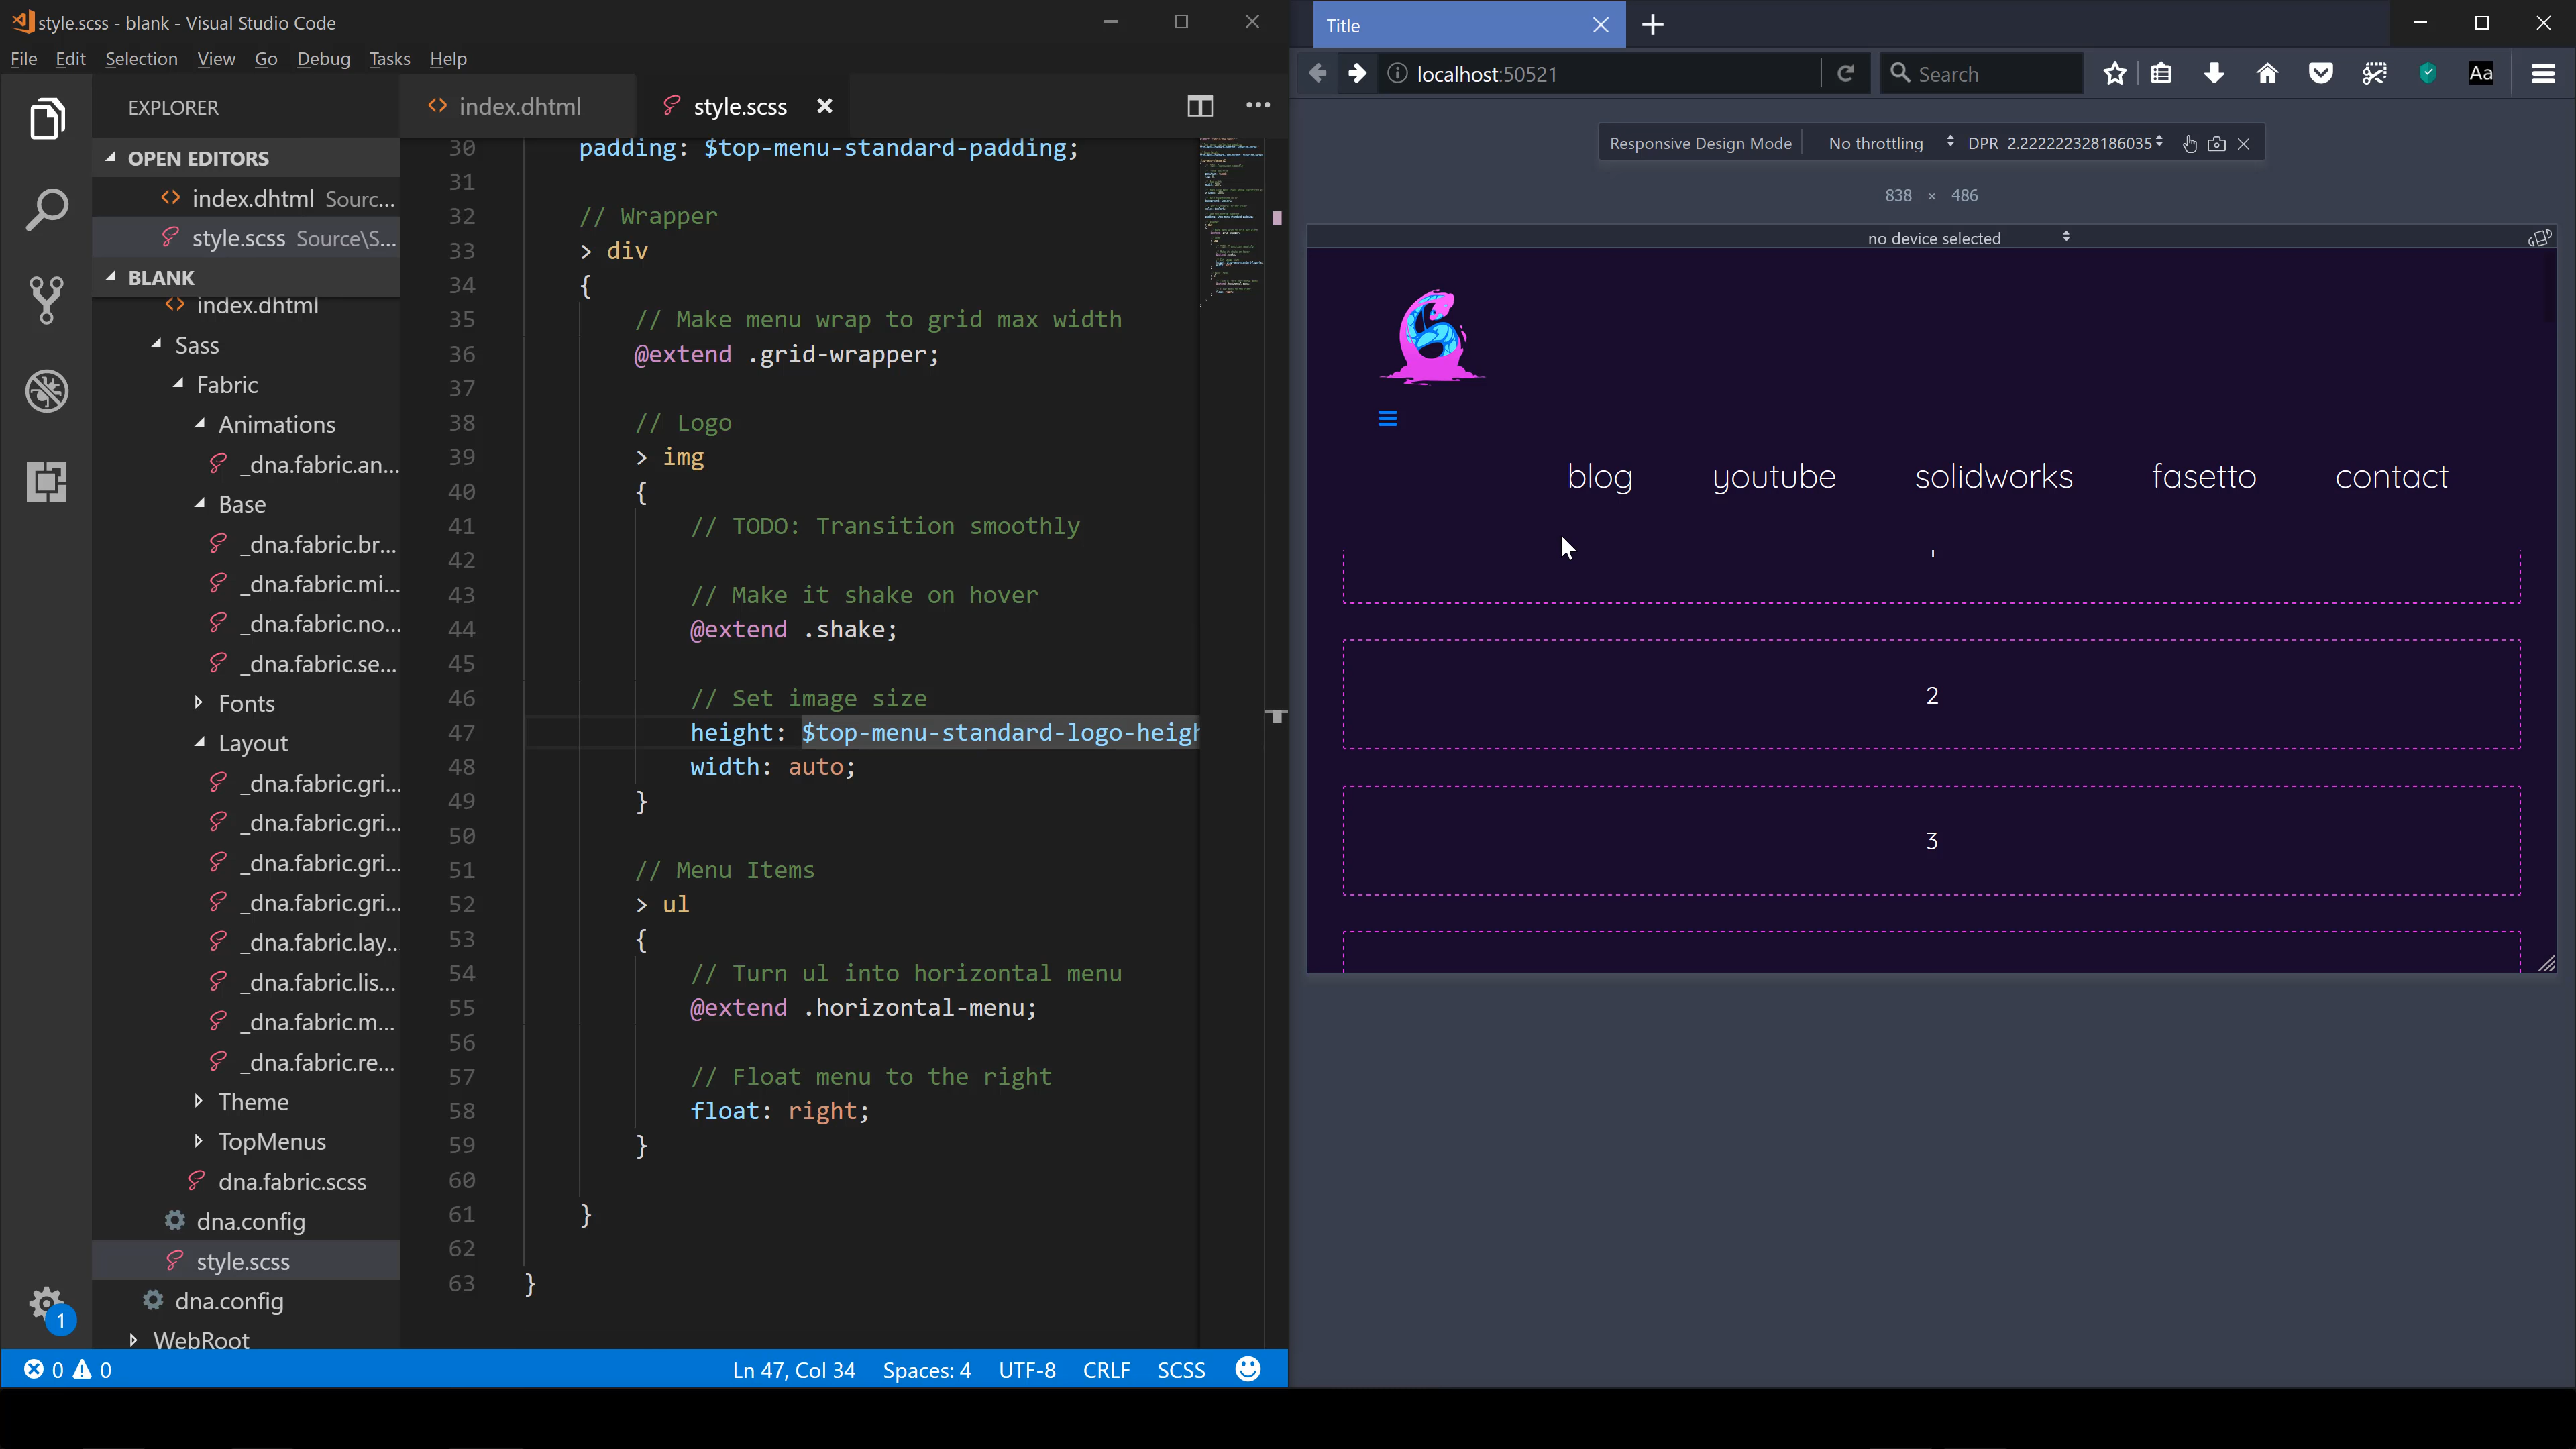 style.scss - blank - Visual Studio Code
File Edit Selection View Go Debug Tasks Help
EXPLORER
OPEN EDITORS
index.dhtml Sourc...
style.scss Source\S...
BLANK
index.dhtml
Sass
Fabric
Animations
_dna.fabric.an...
Base
_dna.fabric.br...
_dna.fabric.mi...
_dna.fabric.no...
_dna.fabric.se...
Fonts
Layout
_dna.fabric.gri...
_dna.fabric.gri...
_dna.fabric.gri...
_dna.fabric.gri...
_dna.fabric.lay...
_dna.fabric.lis...
_dna.fabric.m...
_dna.fabric.re...
Theme
TopMenus
dna.fabric.scss
dna.config
style.scss
dna.config
WebRoot
1
index.dhtml style.scss
30 padding: $top-menu-standard-padding;
31
32 // Wrapper
33 > div
34 {
35 // Make menu wrap to grid max width
36 @extend .grid-wrapper;
37
38 // Logo
39 > img
40 {
41 // TODO: Transition smoothly
42
43 // Make it shake on hover
44 @extend .shake;
45
46 // Set image size
47 height: $top-menu-standard-logo-heigh
48 width: auto;
49 }
50
51 // Menu Items
52 > ul
53 {
54 // Turn ul into horizontal menu
55 @extend .horizontal-menu;
56
57 // Float menu to the right
58 float: right;
59 }
60
61 }
62
63 }
0 0 Ln 47, Col 34 Spaces: 4 UTF-8 CRLF SCSS
Title
localhost:50521 Search Aa
Responsive Design Mode No throttling DPR 2.222222328186035
838 × 486
no device selected
blog youtube solidworks fasetto contact
2
3